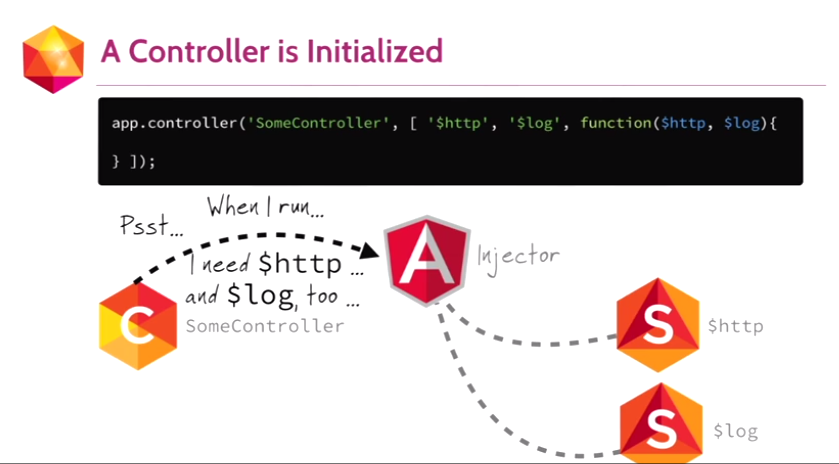 A Controller is Initialized
app.controller('SomeController', [ '$http', '$log', function($http, $log){
} ]);
Psst...
When I run...
I need $http ...
and $log, too ...
C
SomeController
A
Injector
S
$http
S
$log